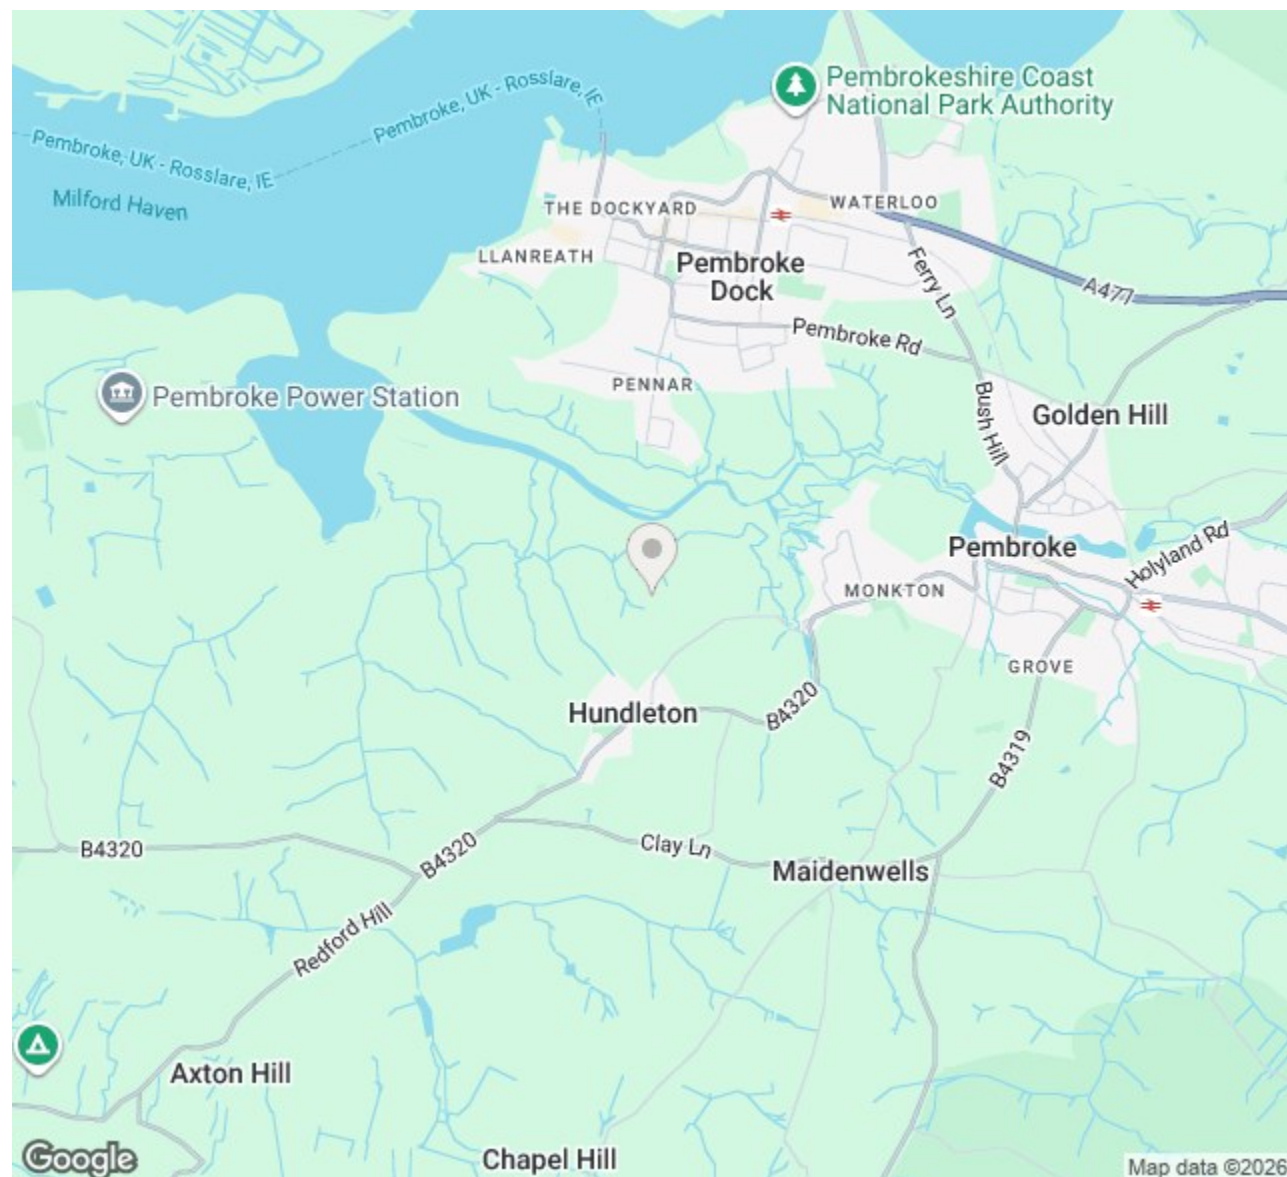 Pembrokeshire Coast
National Park Authority
Pembroke, UK - Rosslare, IE
Pembroke, UK - Rosslare, IE
Milford Haven
THE DOCKYARD
WATERLOO
LLANREATH
Pembroke
Dock
Ferry Ln
A477
Pembroke Rd
PENNAR
Pembroke Power Station
Bush Hill
Golden Hill
Pembroke
Holyland Rd
MONKTON
GROVE
Hundleton
B4320
B4319
B4320
B4320
Clay Ln
Maidenwells
Redford Hill
Axton Hill
Chapel Hill
Google
Map data ©2026